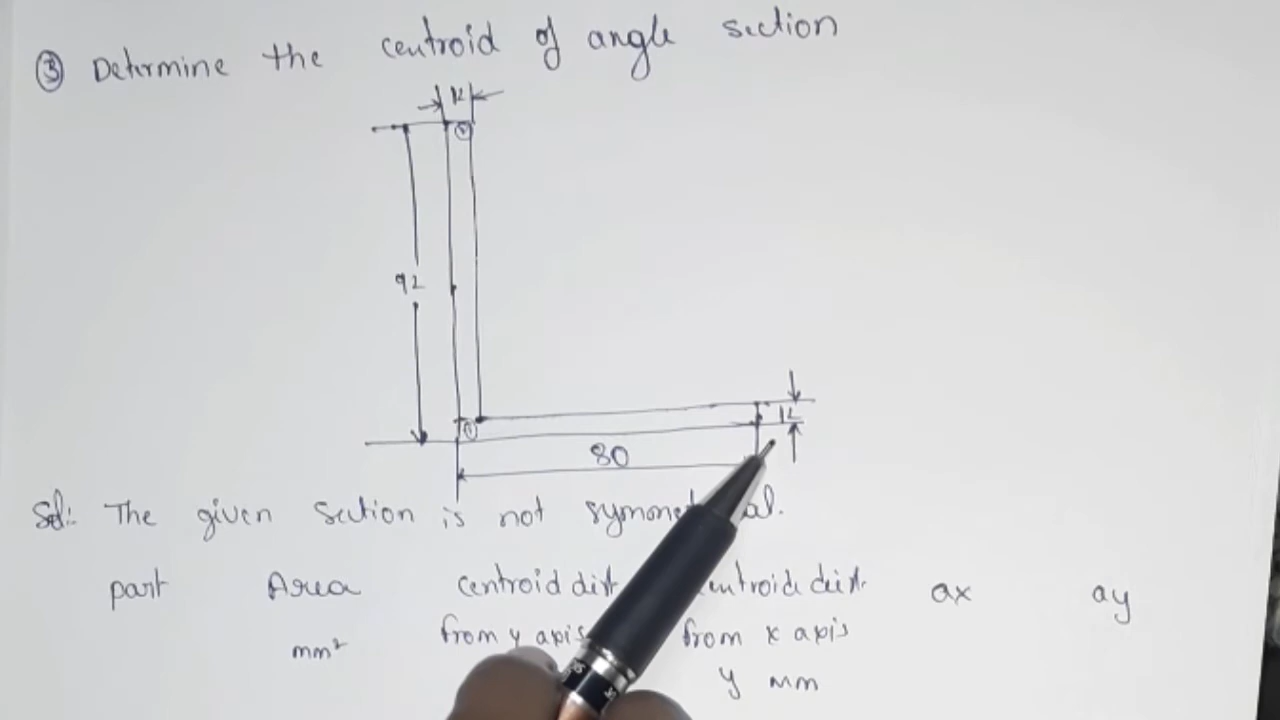 ③ Determine the centroid of angle section
12
92
12
①
80
Sol:- The given section is not
part Area centroid dist centroid dist. ax ay
mm² from y axis from x axis
y mm